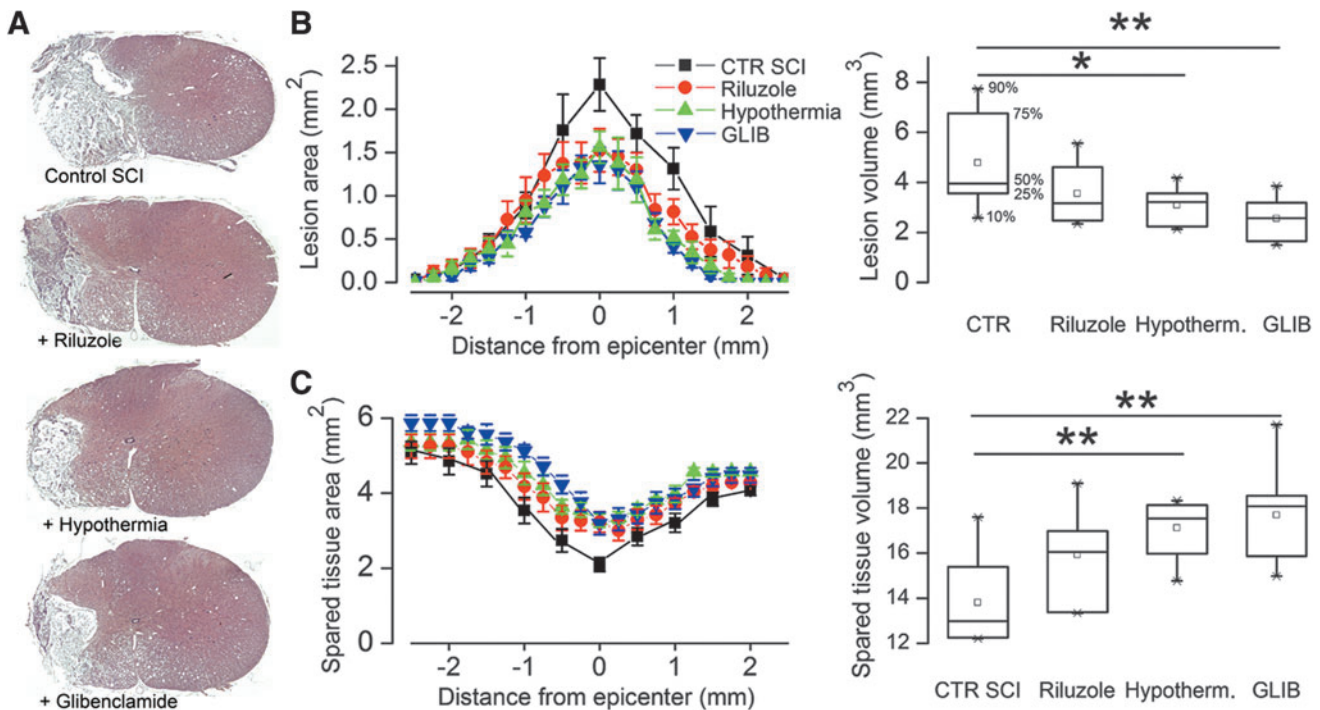 A
Control SCI
+ Riluzole
+ Hypothermia
+ Glibenclamide
B
Lesion area (mm²)
2.5
2.0
1.5
1.0
0.5
0.0
CTR SCI
Riluzole
Hypothermia
GLIB
-2 -1 0 1 2
Distance from epicenter (mm)
**
*
Lesion volume (mm³)
8
6
4
2
0
90%
75%
50%
25%
10%
CTR Riluzole Hypotherm. GLIB
C
Spared tissue area (mm²)
6
4
2
0
-2 -1 0 1 2
Distance from epicenter (mm)
**
**
Spared tissue volume (mm³)
22
20
18
16
14
12
CTR SCI Riluzole Hypotherm. GLIB